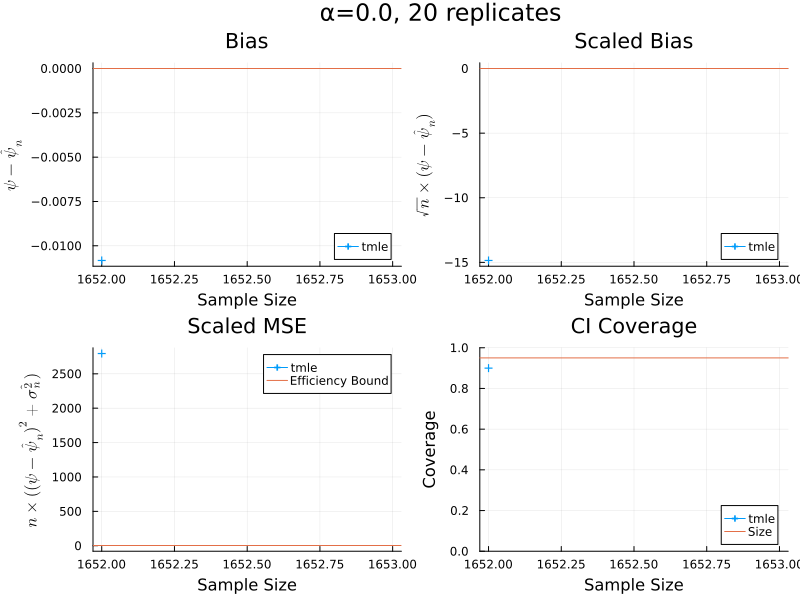 α=0.0, 20 replicates
Bias
ψ − ψ̂ₙ
0.0000
−0.0025
−0.0050
−0.0075
−0.0100
1652.00 1652.25 1652.50 1652.75 1653.00
Sample Size
tmle
Scaled Bias
√n × (ψ − ψ̂ₙ)
0
−5
−10
−15
1652.00 1652.25 1652.50 1652.75 1653.0
Sample Size
tmle
Scaled MSE
n × ((ψ − ψ̂ₙ)² + σ̂²ₙ)
2500
2000
1500
1000
500
0
1652.00 1652.25 1652.50 1652.75 1653.00
Sample Size
tmle
Efficiency Bound
CI Coverage
Coverage
1.0
0.8
0.6
0.4
0.2
0.0
1652.00 1652.25 1652.50 1652.75 1653.0
Sample Size
tmle
Size